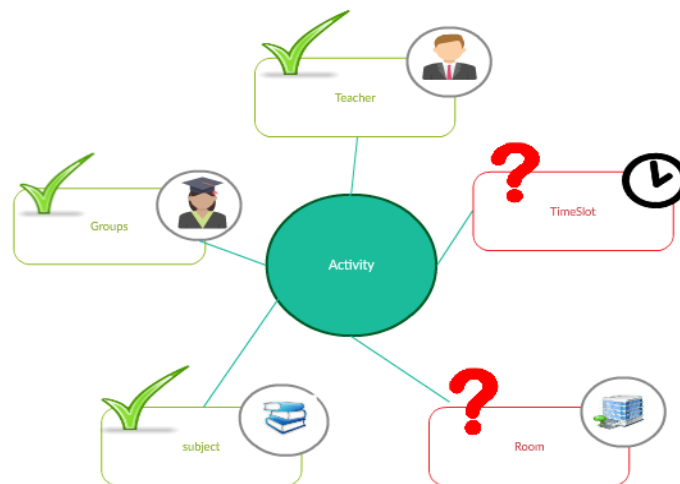 Teacher
TimeSlot
Groups
Activity
subject
Room